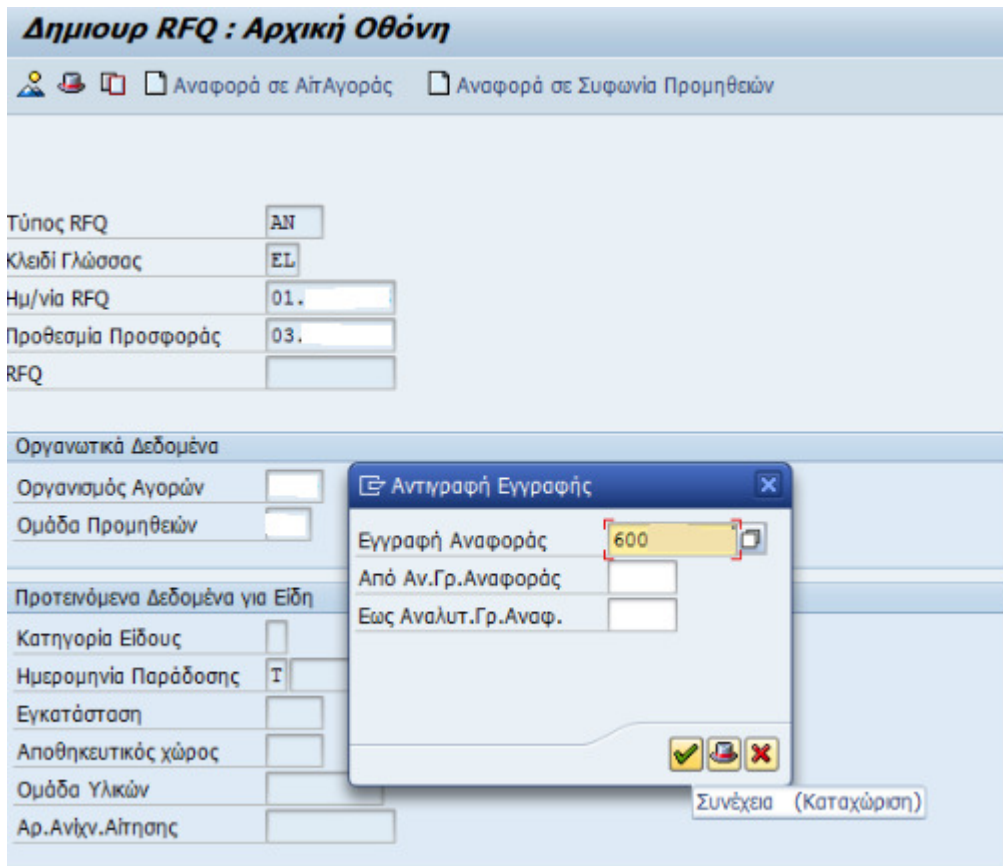 Δημιουρ RFQ : Αρχική Οθόνη
Αναφορά σε ΑίτΑγοράς Αναφορά σε Συφωνία Προμηθειών
Τύπος RFQ AN
Κλειδί Γλώσσας EL
Ημ/νία RFQ 01.
Προθεσμία Προσφοράς 03.
RFQ
Οργανωτικά Δεδομένα
Οργανισμός Αγορών
Ομάδα Προμηθειών
Προτεινόμενα Δεδομένα για Είδη
Κατηγορία Είδους
Ημερομηνία Παράδοσης T
Εγκατάσταση
Αποθηκευτικός χώρος
Ομάδα Υλικών
Αρ.Ανίχν.Αίτησης
Αντιγραφή Εγγραφής
Εγγραφή Αναφοράς 600
Από Αν.Γρ.Αναφοράς
Εως Αναλυτ.Γρ.Αναφ.
Συνέχεια (Καταχώριση)